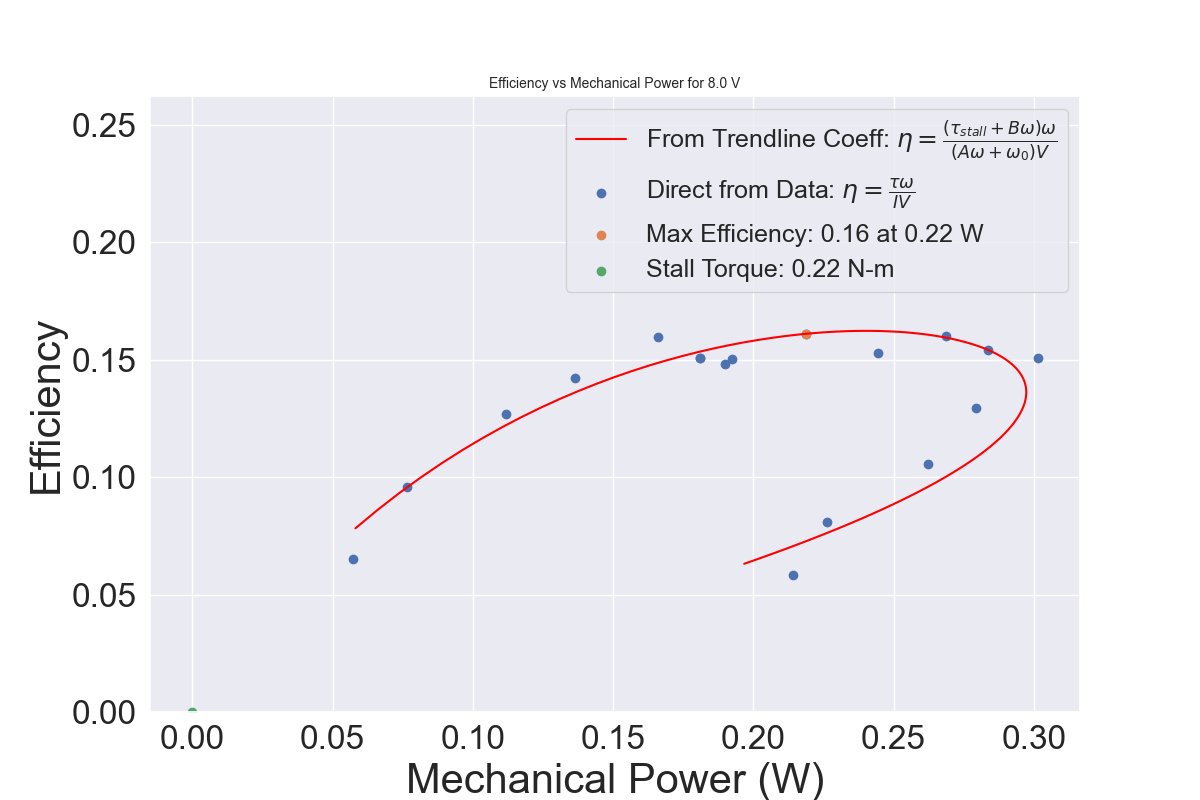 Efficiency vs Mechanical Power for 8.0 V
From Trendline Coeff: η = (τ_stall + Bω)ω / (Aω + ω_0)V
Direct from Data: η = τω / IV
Max Efficiency: 0.16 at 0.22 W
Stall Torque: 0.22 N-m
Efficiency
0.25
0.20
0.15
0.10
0.05
0.00
0.00 0.05 0.10 0.15 0.20 0.25 0.30
Mechanical Power (W)